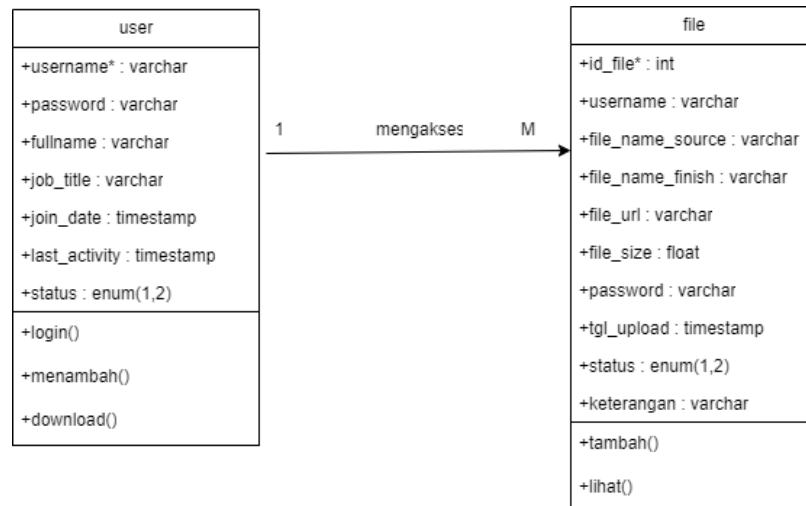 user
+username* : varchar
+password : varchar
+fullname : varchar
+job_title : varchar
+join_date : timestamp
+last_activity : timestamp
+status : enum(1,2)
+login()
+menambah()
+download()
1 mengakses M
file
+id_file* : int
+username : varchar
+file_name_source : varchar
+file_name_finish : varchar
+file_url : varchar
+file_size : float
+password : varchar
+tgl_upload : timestamp
+status : enum(1,2)
+keterangan : varchar
+tambah()
+lihat()